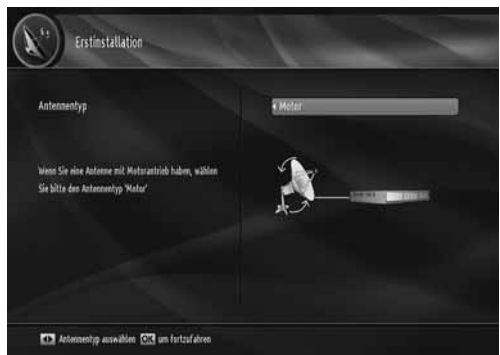 Erstinstallation
Antennentyp
Motor
Wenn Sie eine Antenne mit Motorantrieb haben, wählen
Sie bitte den Antennentyp 'Motor'
Antennentyp auswählen OK um fortzufahren